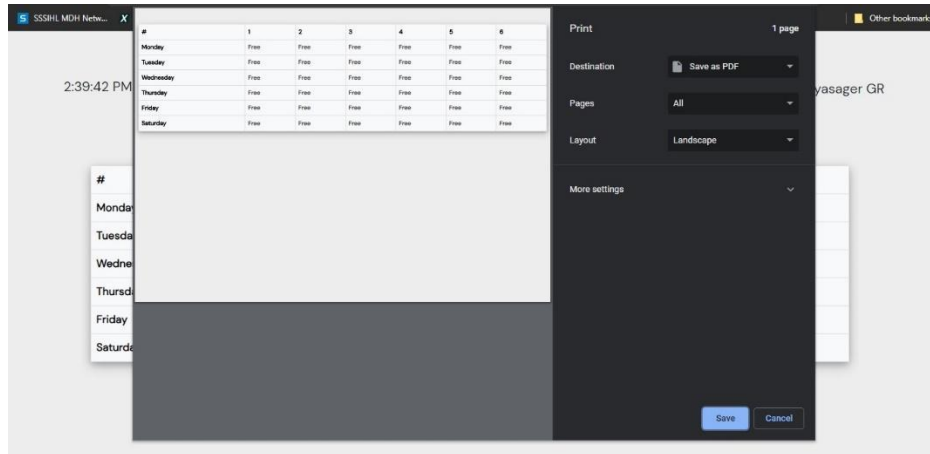 SSSIHL MDH Netw... X
Other bookmark
2:39:42 PM
yasager GR
#
Monday
Tuesda
Wedne
Thursd
Friday
Saturda
# 1 2 3 4 5 6
Monday Free Free Free Free Free Free
Tuesday Free Free Free Free Free Free
Wednesday Free Free Free Free Free Free
Thursday Free Free Free Free Free Free
Friday Free Free Free Free Free Free
Saturday Free Free Free Free Free Free
Print 1 page
Destination Save as PDF
Pages All
Layout Landscape
More settings
Save Cancel